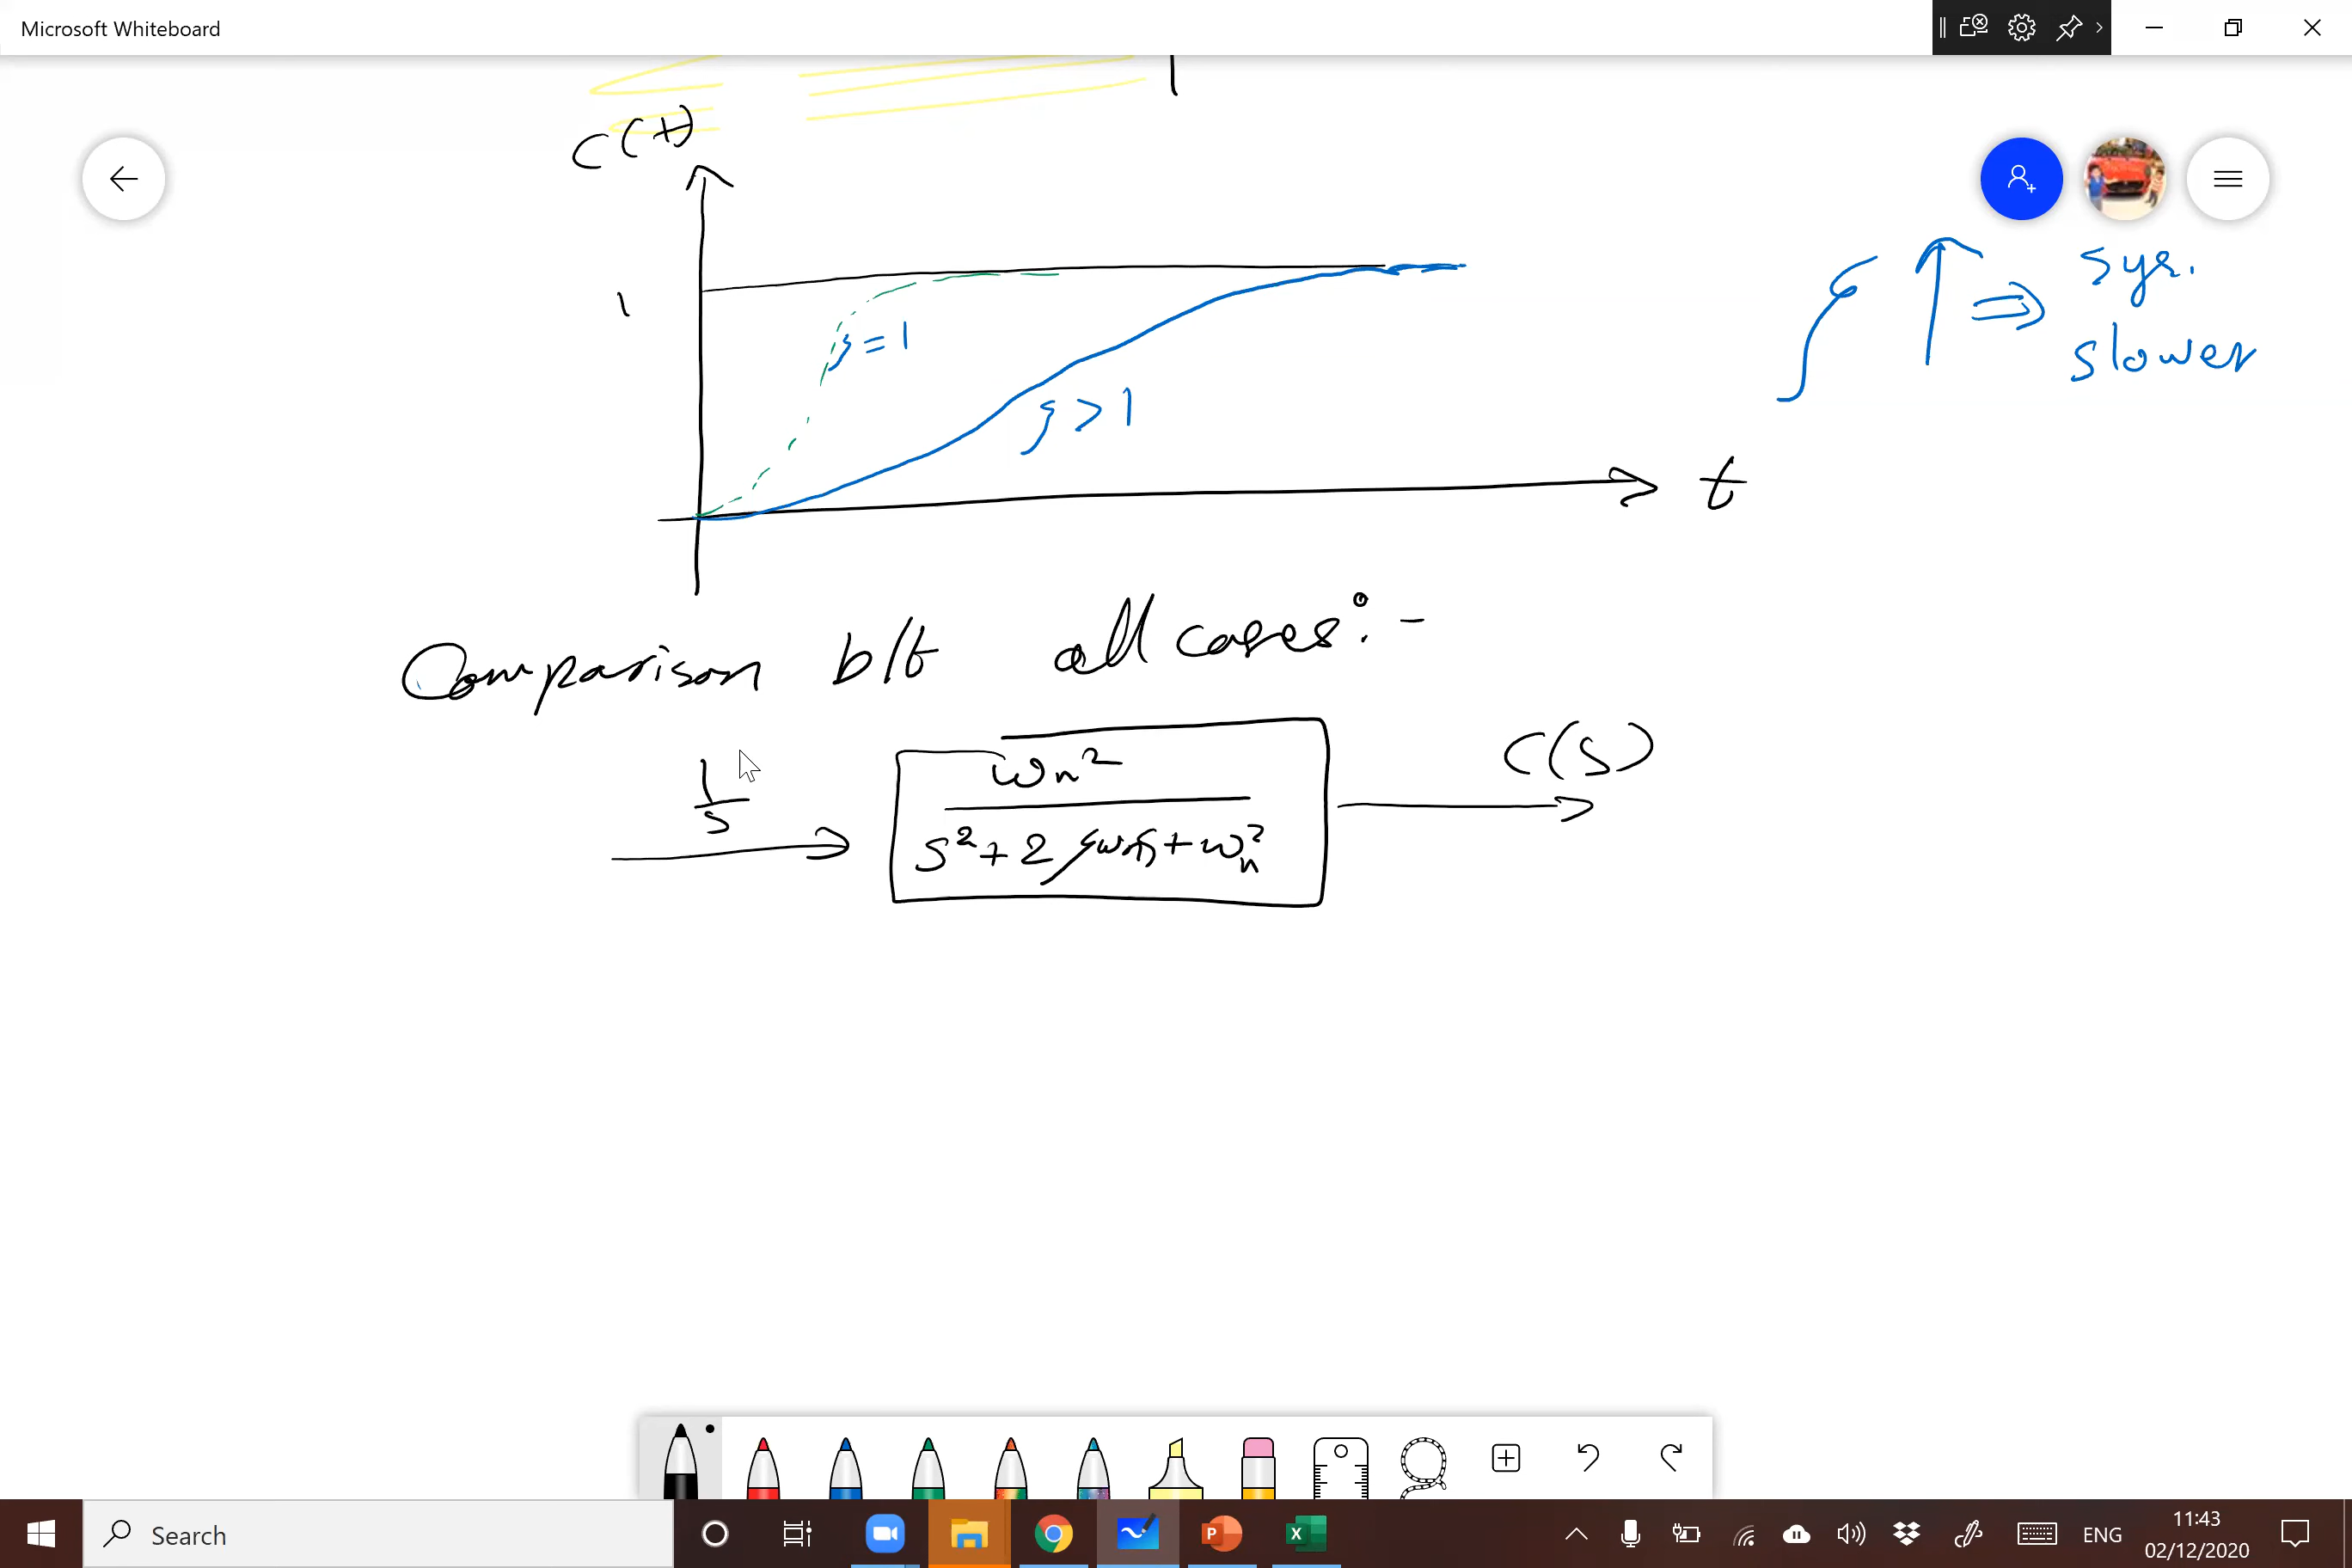 Microsoft Whiteboard
C(t)
1
ζ = 1
ζ > 1
t
ζ ↑ ⇒ sys.
slower
Comparison b/t all cases:-
1/s
ωn²
s² + 2ζωns + ωn²
C(s)
Search
ENG
11:43
02/12/2020